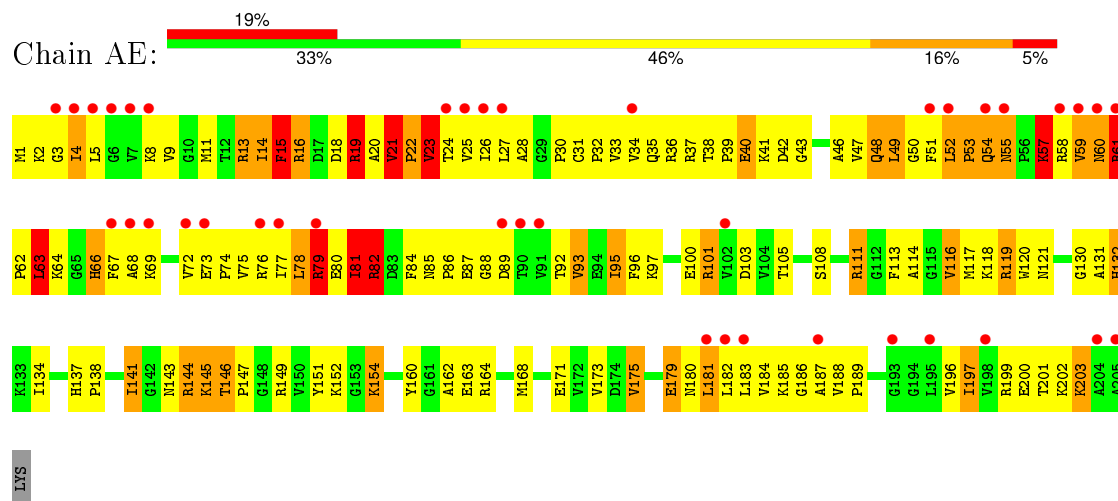 19%
Chain AE:
33% 46% 16% 5%
M1 K2 G3 I4 L5 G6 V7 K8 V9 G10 M11 T12 R13 I14 F15 R16 D17 D18 R19 A20 V21 P22 V23 T24 V25 I26 L27 A28 G29 P30 C31 P32 V33 V34 Q35 R36 R37 T38 P39 E40 K41 D42 G43 A46 V47 Q48 L49 G50 F51 L52 P53 Q54 N55 P56 K57 R58 V59 N60 R61
P62 L63 K64 G65 H66 F67 A68 K69 V72 E73 P74 V75 R76 I77 L78 R79 E80 I81 R82 D83 F84 N85 P86 E87 G88 D89 T90 V91 T92 V93 E94 I95 F96 K97 E100 R101 V102 D103 V104 T105 S108 R111 G112 F113 A114 G115 V116 M117 K118 R119 W120 N121 G130 A131 H132
K133 I134 H137 P138 I141 G142 N143 R144 K145 T146 P147 G148 R149 V150 Y151 K152 G153 K154 Y160 G161 A162 E163 R164 M168 E171 V172 V173 D174 V175 E179 N180 L181 L182 L183 V184 K185 G186 A187 V188 P189 G193 G194 L195 V196 I197 V198 R199 E200 T201 K202 K203 A204 A205
LYS